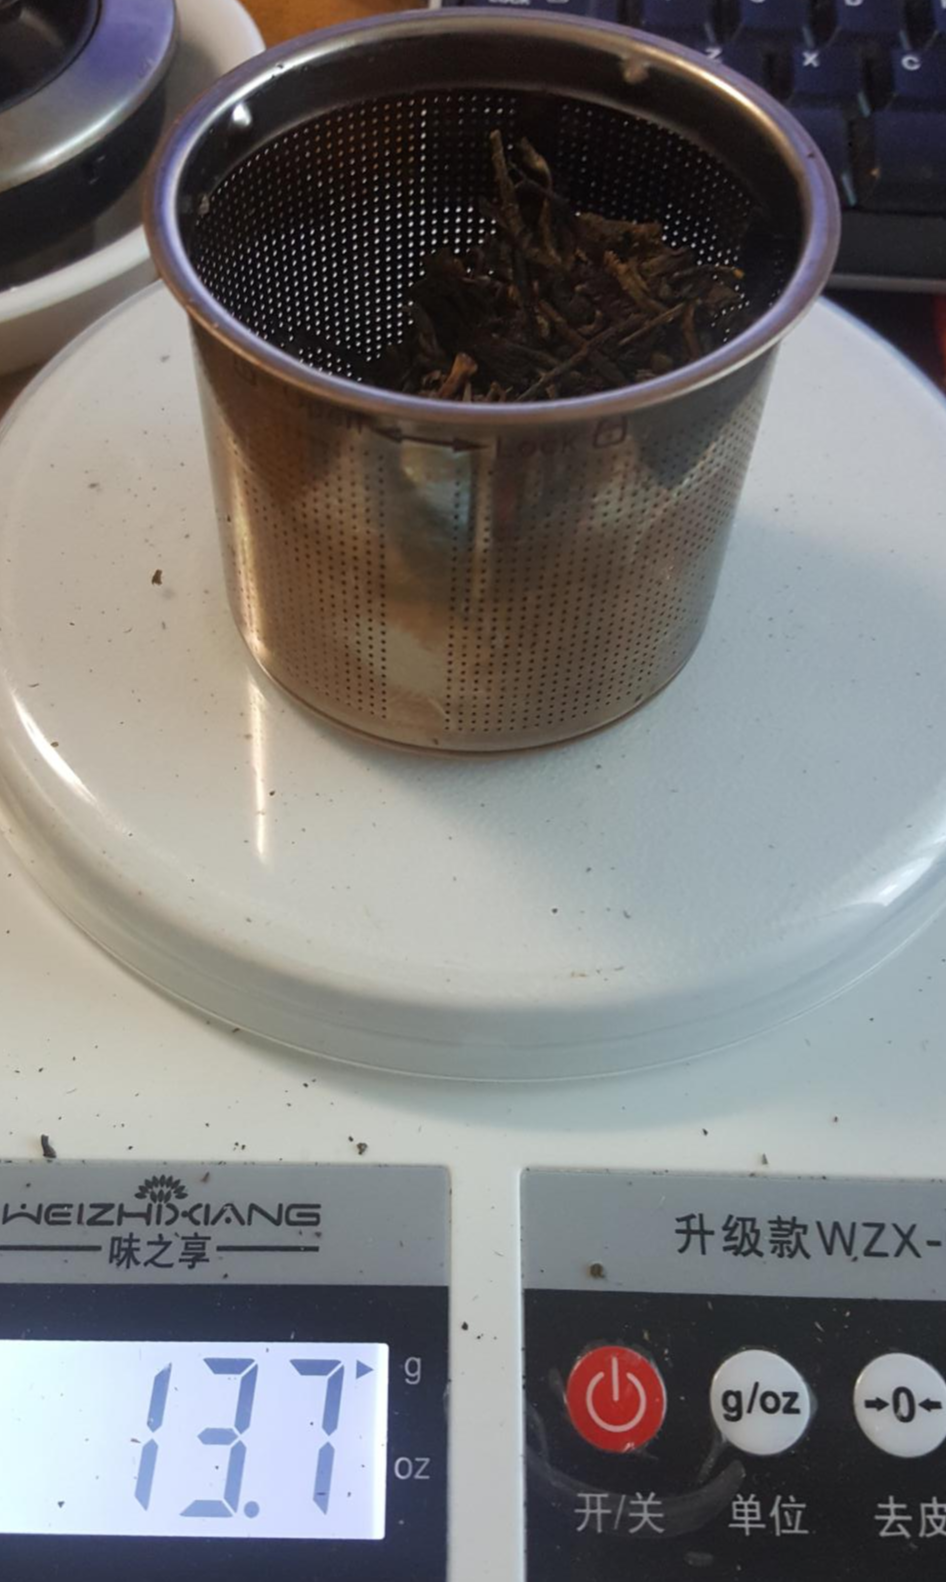 Z X C
Lock
WEIZHIXIANG
味之享
升级款WZX-
13.7 g
oz
g/oz
→0←
开/关 单位 去皮